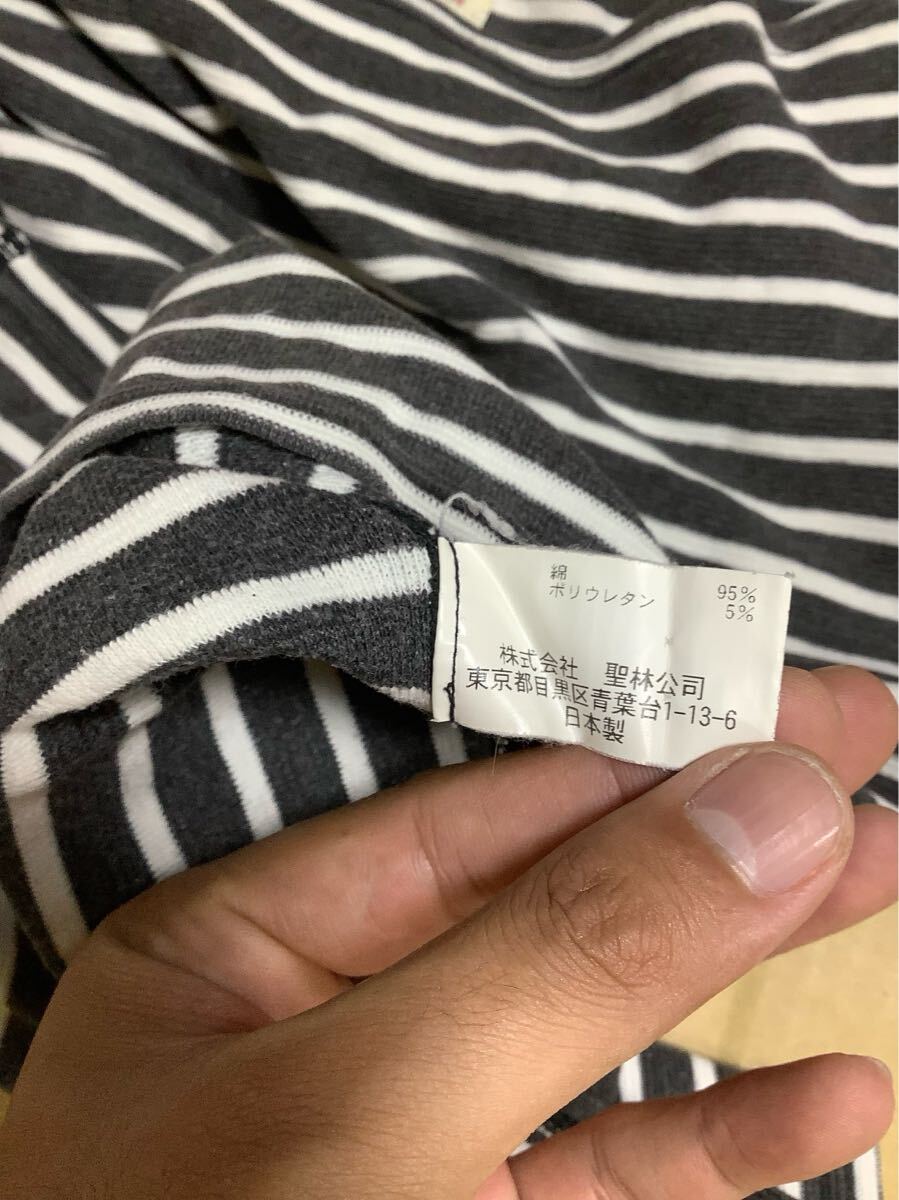 綿 95%
ポリウレタン 5%
株式会社 聖林公司
東京都目黒区青葉台1-13-6
日本製